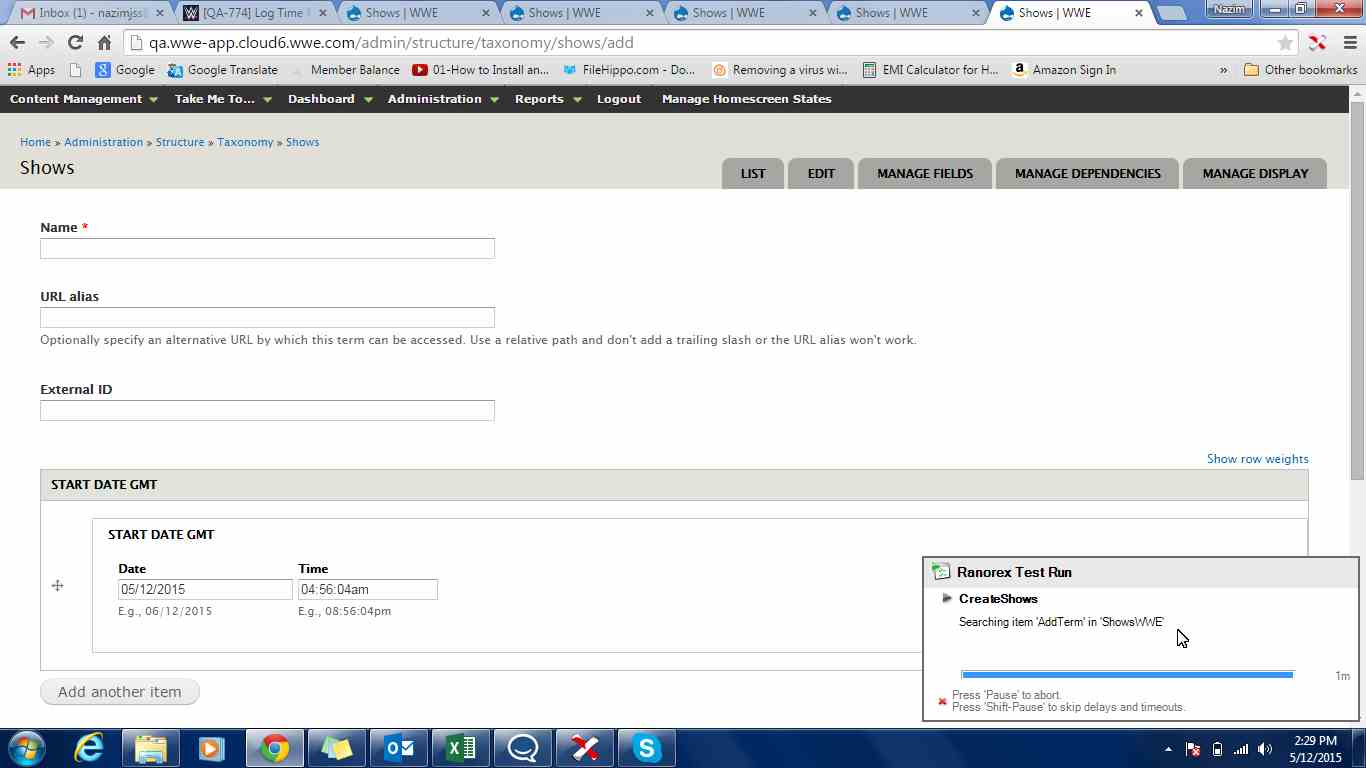 Inbox (1) - nazimjss
[QA-774] Log Time
Shows | WWE
Shows | WWE
Shows | WWE
Shows | WWE
Shows | WWE
Nazim
qa.wwe-app.cloud6.wwe.com/admin/structure/taxonomy/shows/add
Apps
Google
Google Translate
Member Balance
01-How to Install an...
FileHippo.com - Do...
Removing a virus wi...
EMI Calculator for H...
Amazon Sign In
»
Other bookmarks
Content Management
Take Me To...
Dashboard
Administration
Reports
Logout
Manage Homescreen States
Home » Administration » Structure » Taxonomy » Shows
Shows
LIST
EDIT
MANAGE FIELDS
MANAGE DEPENDENCIES
MANAGE DISPLAY
Name *
URL alias
Optionally specify an alternative URL by which this term can be accessed. Use a relative path and don't add a trailing slash or the URL alias won't work.
External ID
Show row weights
START DATE GMT
START DATE GMT
Date Time
05/12/2015 04:56:04am
E.g., 06/12/2015 E.g., 08:56:04pm
Add another item
Ranorex Test Run
CreateShows
Searching item 'AddTerm' in 'ShowsWWE'
1m
Press 'Pause' to abort.
Press 'Shift-Pause' to skip delays and timeouts.
2:29 PM
5/12/2015